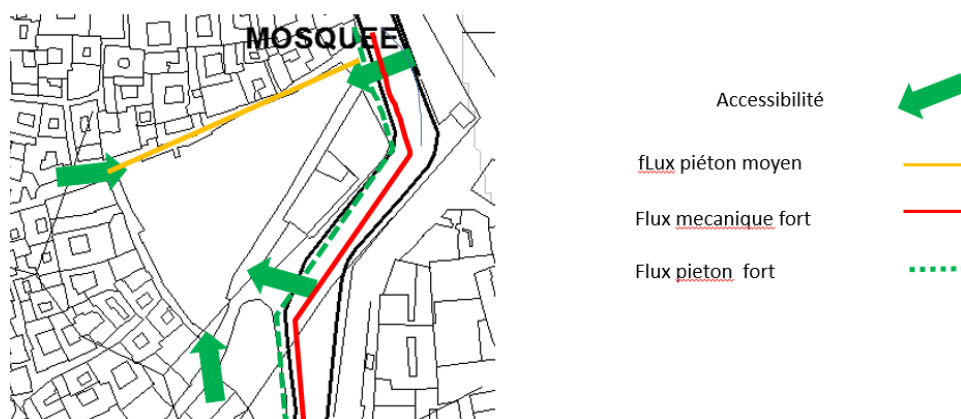 MOSQUEE
Accessibilité
fLux piéton moyen
Flux mecanique fort
Flux pieton fort